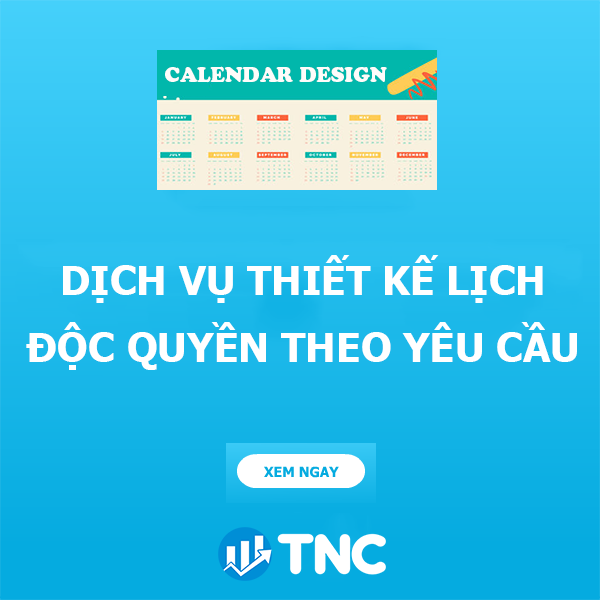 CALENDAR DESIGN
JANUARY FEBRUARY MARCH APRIL MAY JUNE
JULY AUGUST SEPTEMBER OCTOBER NOVEMBER DECEMBER
DỊCH VỤ THIẾT KẾ LỊCH
ĐỘC QUYỀN THEO YÊU CẦU
XEM NGAY
TNC